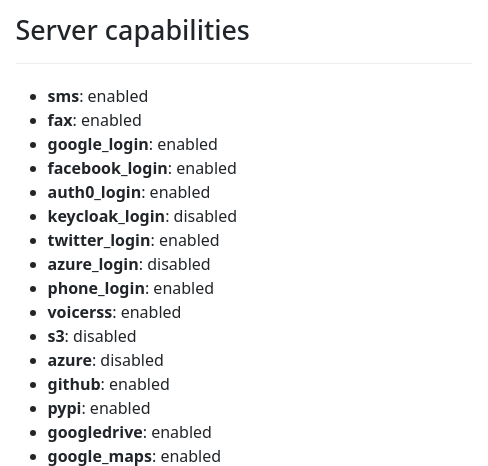 Server capabilities
sms: enabled
fax: enabled
google_login: enabled
facebook_login: enabled
auth0_login: enabled
keycloak_login: disabled
twitter_login: enabled
azure_login: disabled
phone_login: enabled
voicerss: enabled
s3: disabled
azure: disabled
github: enabled
pypi: enabled
googledrive: enabled
google_maps: enabled